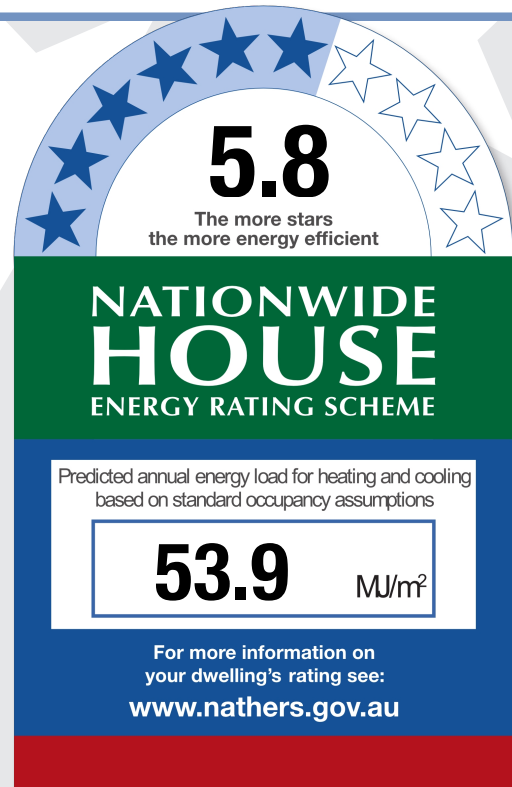 5.8
The more stars
the more energy efficient
NATIONWIDE
HOUSE
ENERGY RATING SCHEME
Predicted annual energy load for heating and cooling
based on standard occupancy assumptions
53.9 MJ/m²
For more information on
your dwelling's rating see:
www.nathers.gov.au